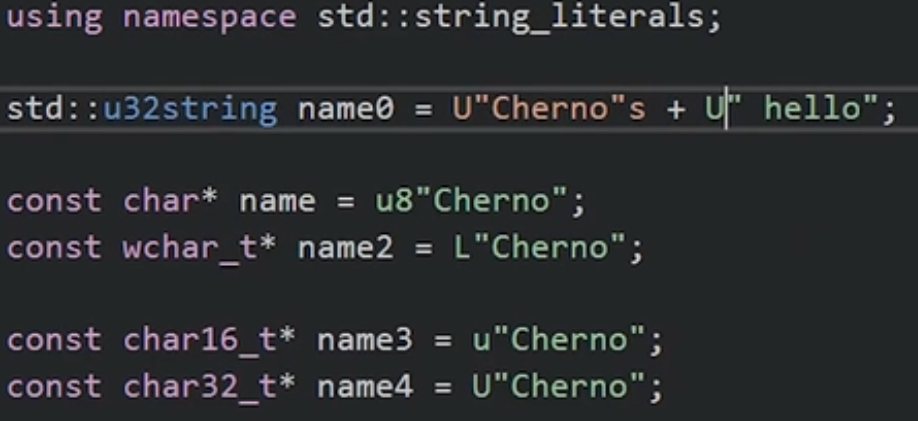 using namespace std::string_literals;
std::u32string name0 = U"Cherno"s + U" hello";
const char* name = u8"Cherno";
const wchar_t* name2 = L"Cherno";
const char16_t* name3 = u"Cherno";
const char32_t* name4 = U"Cherno";